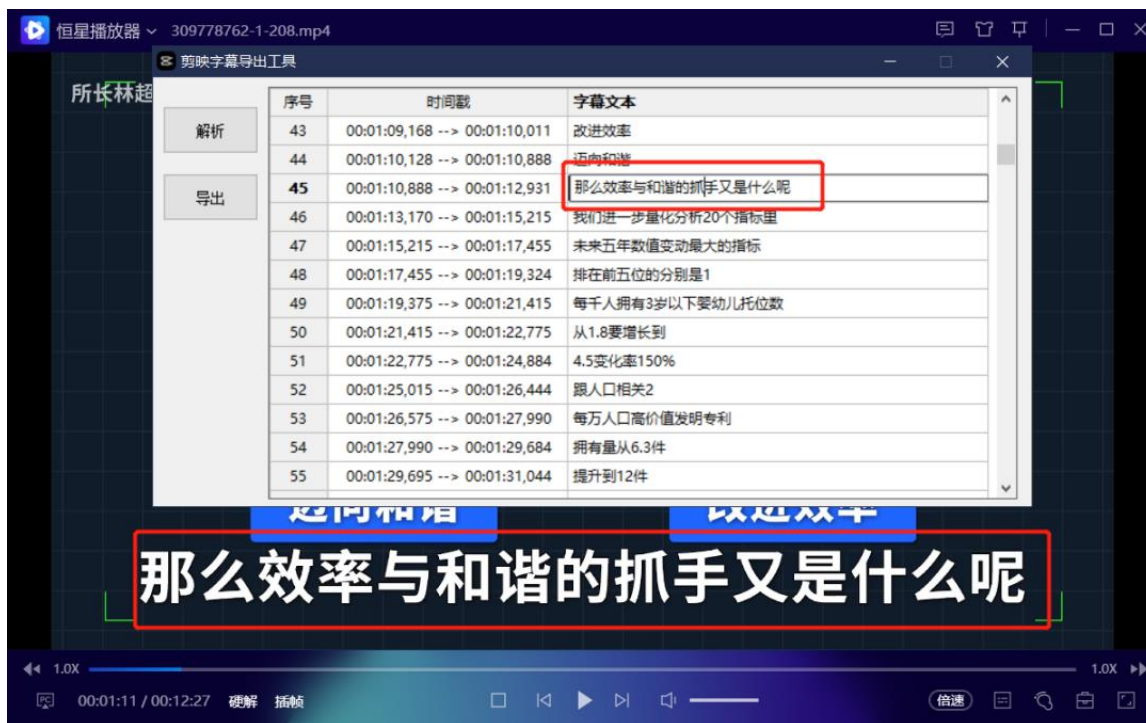 恒星播放器 309778762-1-208.mp4
剪映字幕导出工具
所长林超
解析
导出
序号 时间戳 字幕文本
43 00:01:09,168 --> 00:01:10,011 改进效率
44 00:01:10,128 --> 00:01:10,888 迈向和谐
45 00:01:10,888 --> 00:01:12,931 那么效率与和谐的抓手又是什么呢
46 00:01:13,170 --> 00:01:15,215 我们进一步量化分析20个指标里
47 00:01:15,215 --> 00:01:17,455 未来五年数值变动最大的指标
48 00:01:17,455 --> 00:01:19,324 排在前五位的分别是1
49 00:01:19,375 --> 00:01:21,415 每千人拥有3岁以下婴幼儿托位数
50 00:01:21,415 --> 00:01:22,775 从1.8要增长到
51 00:01:22,775 --> 00:01:24,884 4.5变化率150%
52 00:01:25,015 --> 00:01:26,444 跟人口相关2
53 00:01:26,575 --> 00:01:27,990 每万人口高价值发明专利
54 00:01:27,990 --> 00:01:29,684 拥有量从6.3件
55 00:01:29,695 --> 00:01:31,044 提升到12件
迈向和谐 改进效率
那么效率与和谐的抓手又是什么呢
1.0X 1.0X
00:01:11 / 00:12:27 硬解 插帧 倍速